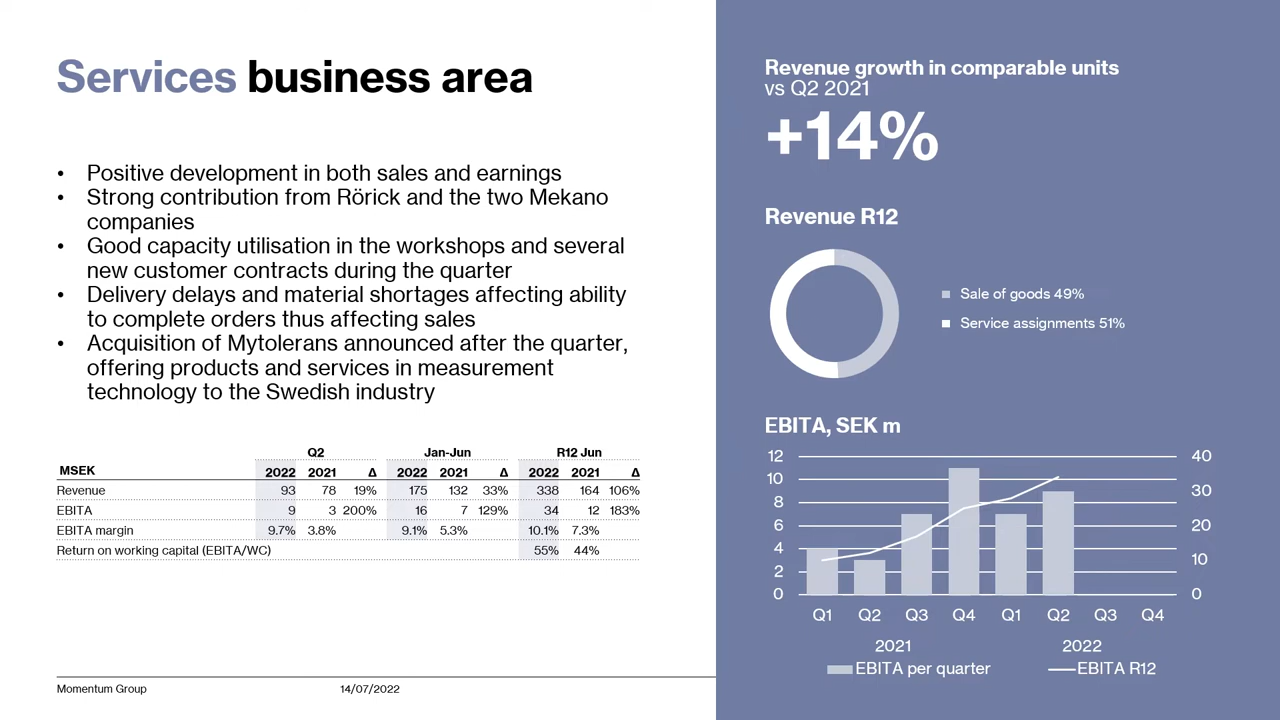 Services business area
• Positive development in both sales and earnings
• Strong contribution from Rörick and the two Mekano
companies
• Good capacity utilisation in the workshops and several
new customer contracts during the quarter
• Delivery delays and material shortages affecting ability
to complete orders thus affecting sales
• Acquisition of Mytolerans announced after the quarter,
offering products and services in measurement
technology to the Swedish industry
Q2 Jan-Jun R12 Jun
MSEK 2022 2021 Δ 2022 2021 Δ 2022 2021 Δ
Revenue 93 78 19% 175 132 33% 338 164 106%
EBITA 9 3 200% 16 7 129% 34 12 183%
EBITA margin 9.7% 3.8% 9.1% 5.3% 10.1% 7.3%
Return on working capital (EBITA/WC) 55% 44%
Momentum Group 14/07/2022
Revenue growth in comparable units
vs Q2 2021
+14%
Revenue R12
Sale of goods 49%
Service assignments 51%
EBITA, SEK m
12 40
10
8 30
6 20
4 10
2
0 0
Q1 Q2 Q3 Q4 Q1 Q2 Q3 Q4
2021 2022
EBITA per quarter EBITA R12